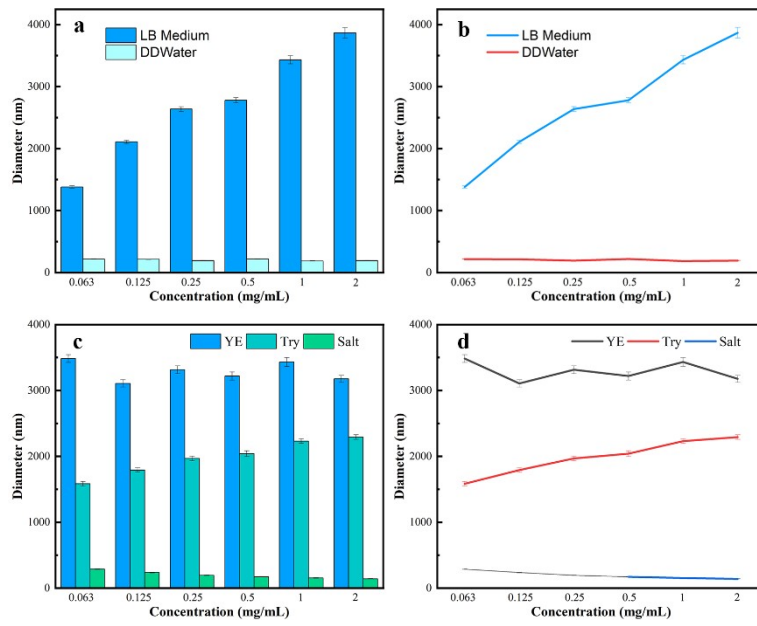 a
LB Medium
DDWater
4000
3000
2000
1000
0
Diameter (nm)
0.063 0.125 0.25 0.5 1 2
Concentration (mg/mL)
b
LB Medium
DDWater
4000
3000
2000
1000
0
Diameter (nm)
0.063 0.125 0.25 0.5 1 2
Concentration (mg/mL)
c
YE Try Salt
4000
3000
2000
1000
0
Diameter (nm)
0.063 0.125 0.25 0.5 1 2
Concentration (mg/mL)
d
YE Try Salt
4000
3000
2000
1000
0
Diameter (nm)
0.063 0.125 0.25 0.5 1 2
Concentration (mg/mL)